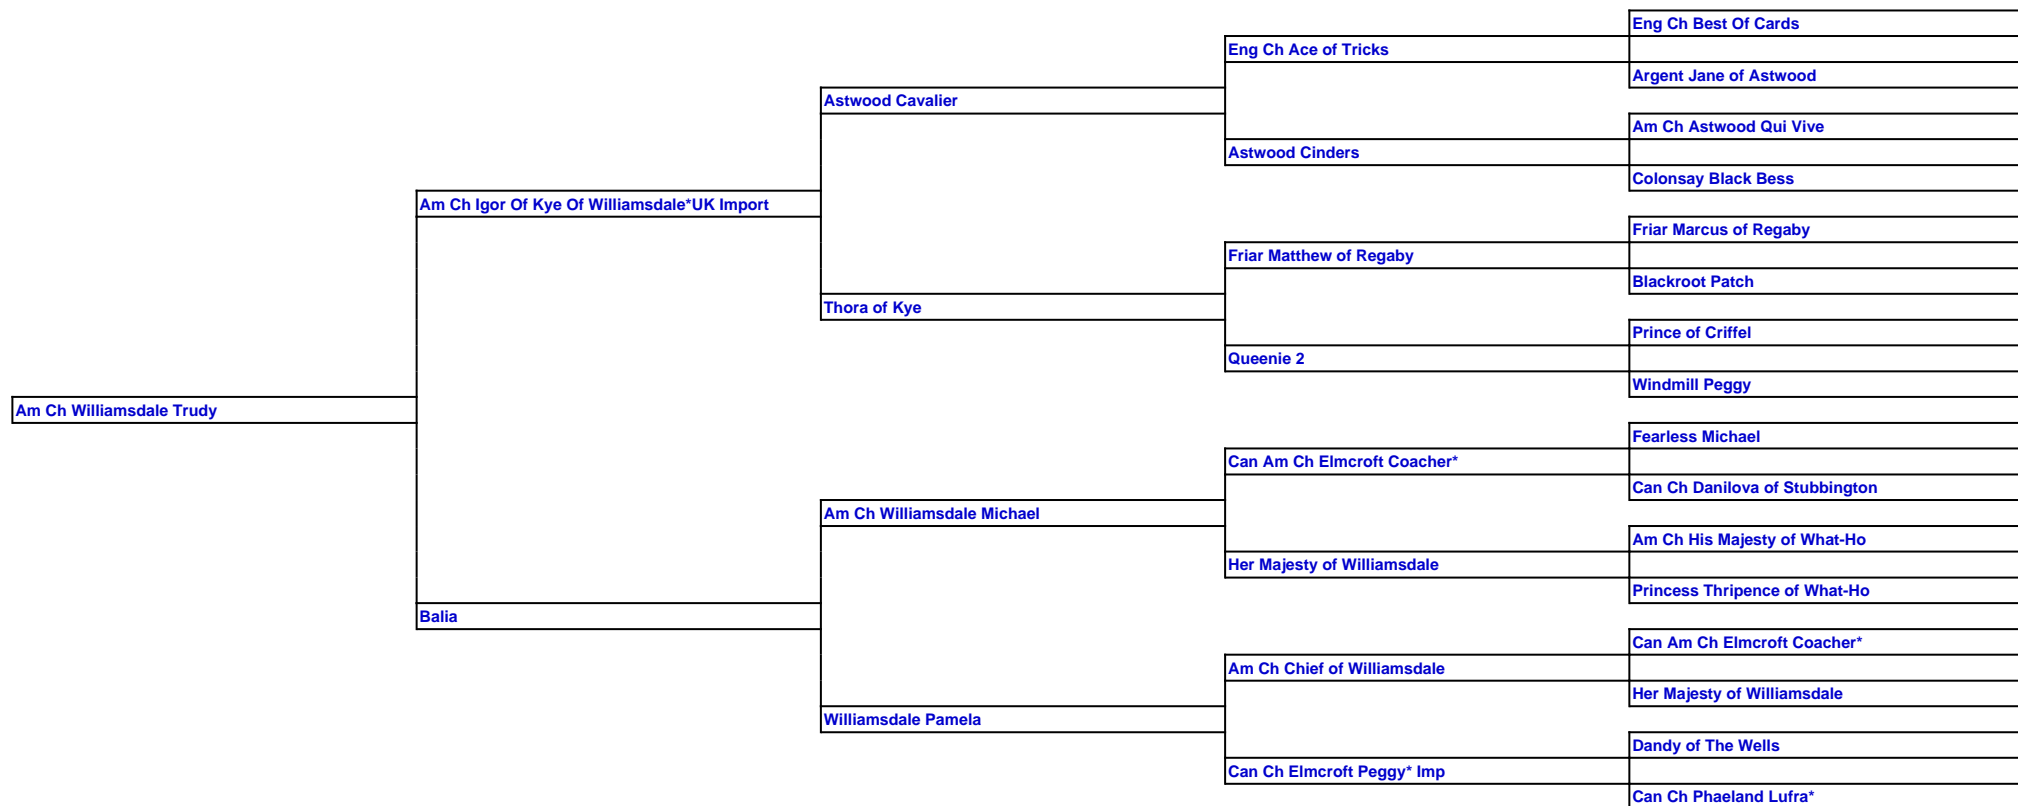 Eng Ch Best Of Cards
Eng Ch Ace of Tricks
Argent Jane of Astwood
Astwood Cavalier
Am Ch Astwood Qui Vive
Astwood Cinders
Colonsay Black Bess
Am Ch Igor Of Kye Of Williamsdale*UK Import
Friar Marcus of Regaby
Friar Matthew of Regaby
Blackroot Patch
Thora of Kye
Prince of Criffel
Queenie 2
Windmill Peggy
Am Ch Williamsdale Trudy
Fearless Michael
Can Am Ch Elmcroft Coacher*
Can Ch Danilova of Stubbington
Am Ch Williamsdale Michael
Am Ch His Majesty of What-Ho
Her Majesty of Williamsdale
Princess Thripence of What-Ho
Balia
Can Am Ch Elmcroft Coacher*
Am Ch Chief of Williamsdale
Her Majesty of Williamsdale
Williamsdale Pamela
Dandy of The Wells
Can Ch Elmcroft Peggy* Imp
Can Ch Phaeland Lufra*